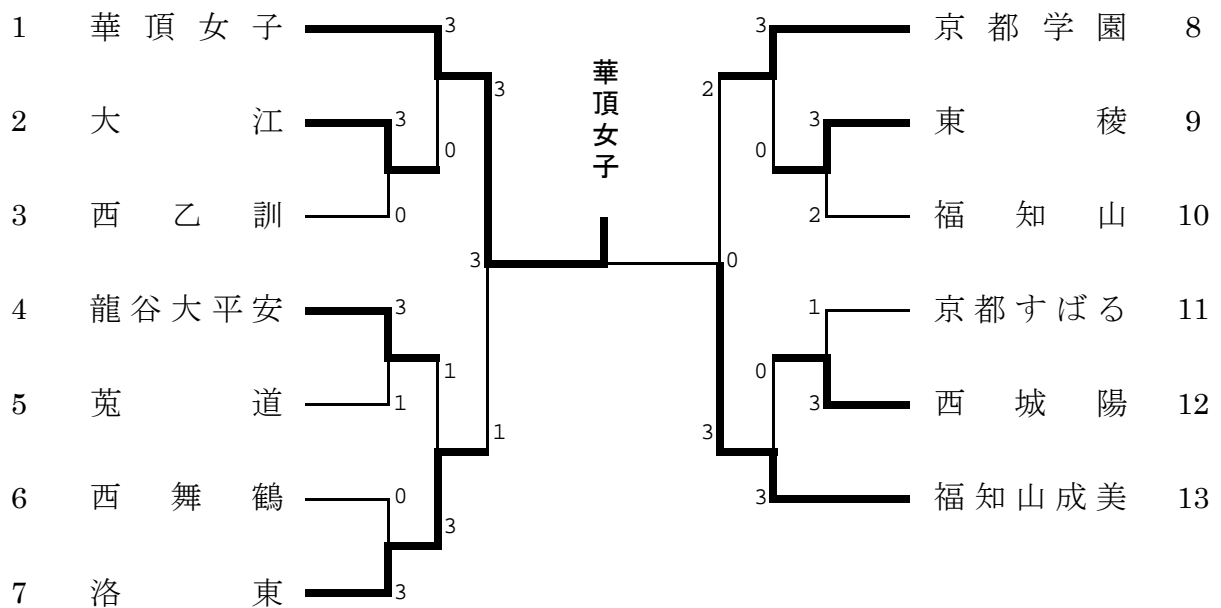 1 華頂女子 3
2 大江 3
0
3 西乙訓 0
3
4 龍谷大平安 3
1
5 莵道 1
1
6 西舞鶴 0
3
7 洛東 3
3
華頂女子
0
3 京都学園 8
2
3 東稜 9
0
2 福知山 10
1 京都すばる 11
0
3 西城陽 12
3
3 福知山成美 13